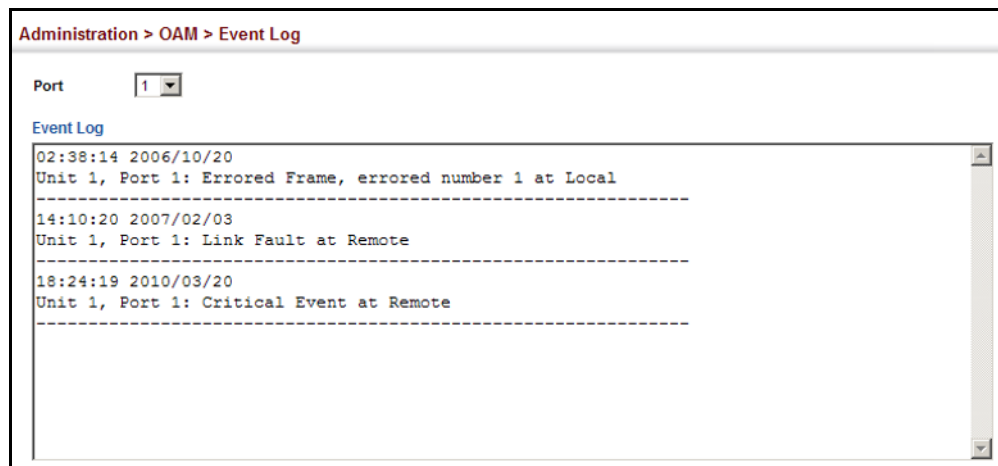 Administration > OAM > Event Log
Port 1
Event Log
02:38:14 2006/10/20
Unit 1, Port 1: Errored Frame, errored number 1 at Local
---------------------------------------------------------------
14:10:20 2007/02/03
Unit 1, Port 1: Link Fault at Remote
---------------------------------------------------------------
18:24:19 2010/03/20
Unit 1, Port 1: Critical Event at Remote
---------------------------------------------------------------